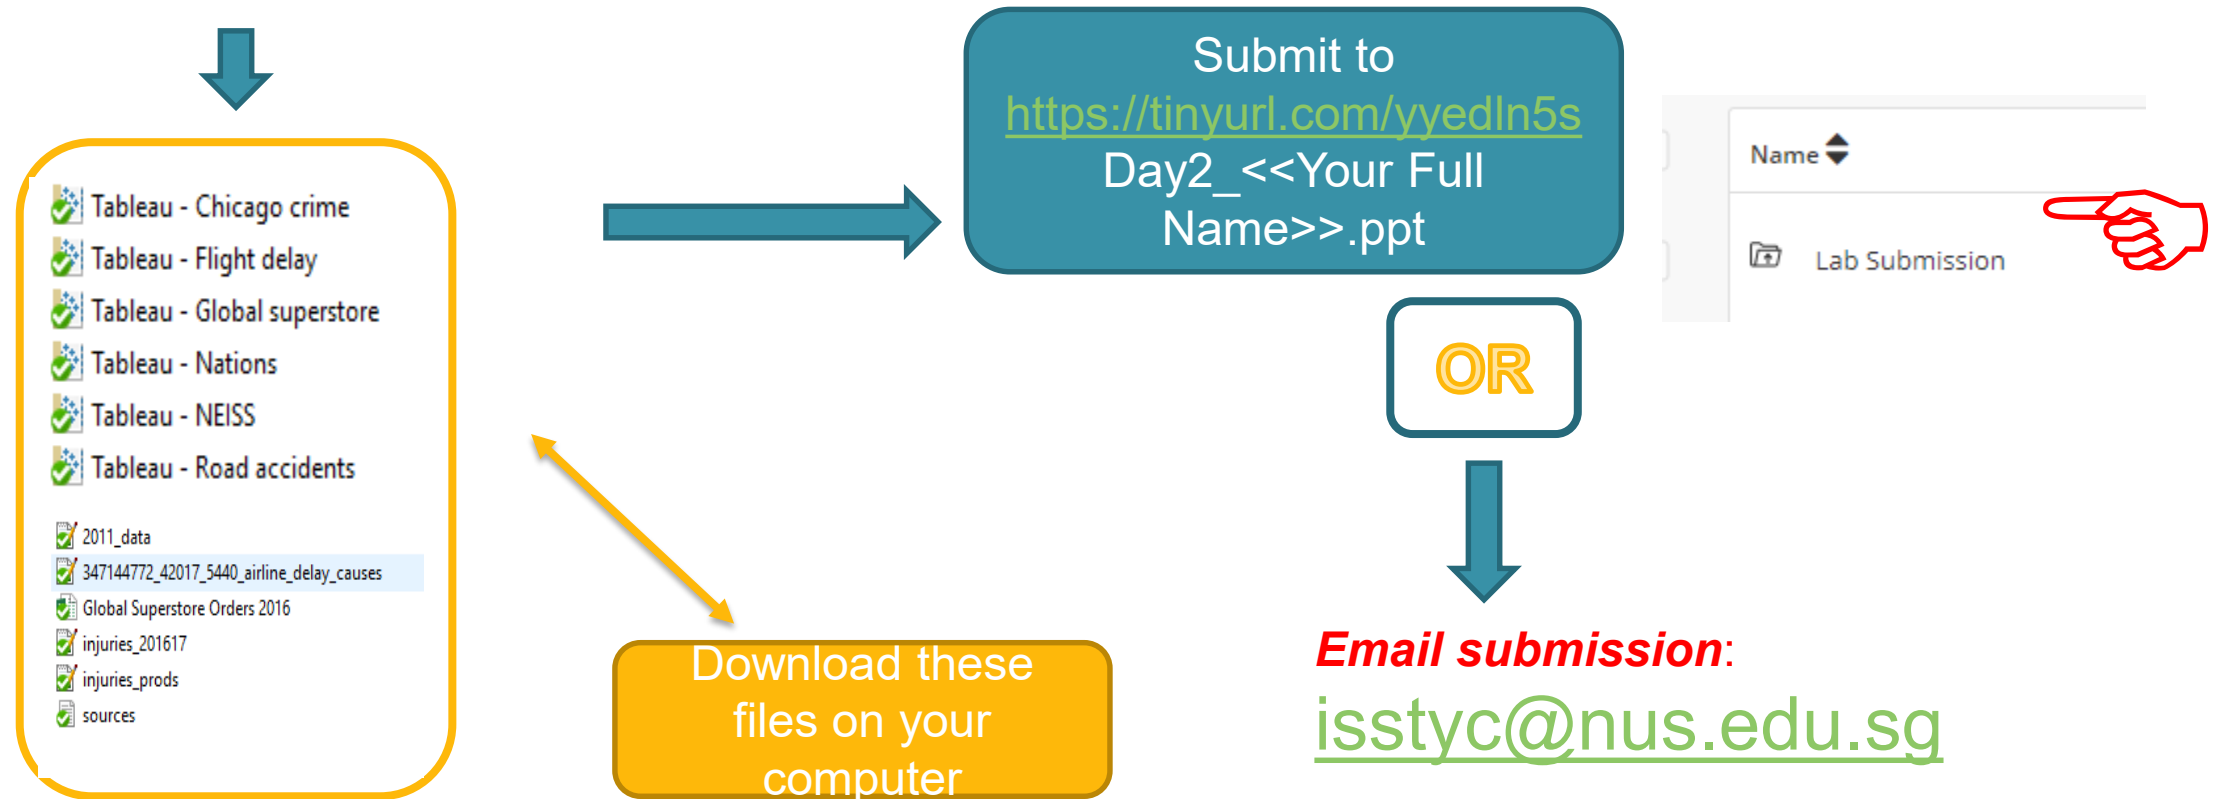 Tableau - Chicago crime
Tableau - Flight delay
Tableau - Global superstore
Tableau - Nations
Tableau - NEISS
Tableau - Road accidents
2011_data
347144772_42017_5440_airline_delay_causes
Global Superstore Orders 2016
injuries_201617
injuries_prods
sources
Download these
files on your
computer
Submit to
https://tinyurl.com/yyedln5s
Day2_<<Your Full
Name>>.ppt
OR
Email submission:
isstyc@nus.edu.sg
Name
Lab Submission